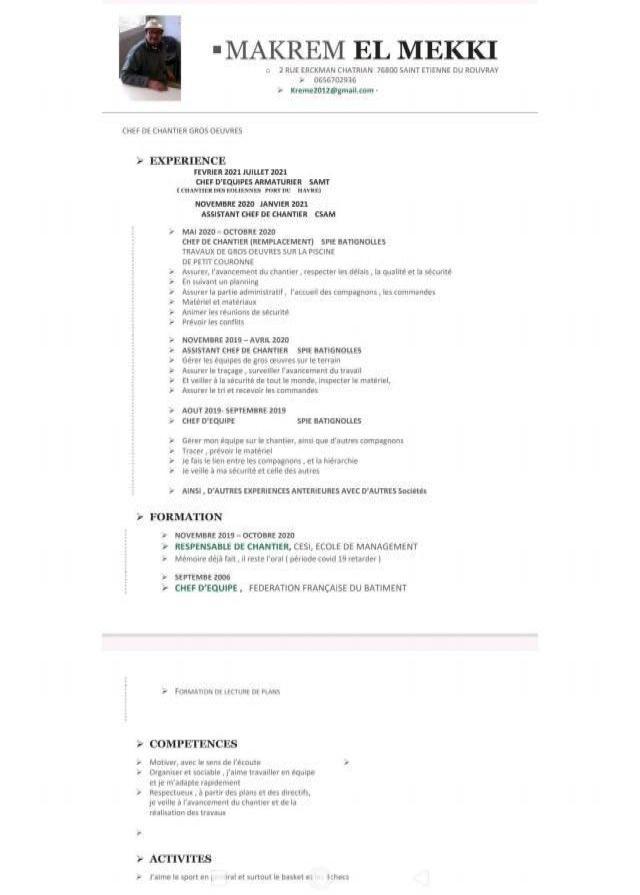 MAKREM EL MEKKI
2 RUE ERCKMAN CHATRIAN 76800 SAINT ETIENNE DU ROUVRAY
0656702936
Kreme2012@gmail.com -
CHEF DE CHANTIER GROS OEUVRES
EXPERIENCE
FEVRIER 2021 JUILLET 2021
CHEF D'EQUIPES ARMATURIER SAMT
( CHANTIER DES EOLIENNES PORT DU HAVRE)
NOVEMBRE 2020 JANVIER 2021
ASSISTANT CHEF DE CHANTIER CSAM
MAI 2020 – OCTOBRE 2020
CHEF DE CHANTIER (REMPLACEMENT) SPIE BATIGNOLLES
TRAVAUX DE GROS OEUVRES SUR LA PISCINE
DE PETIT COURONNE
Assurer, l'avancement du chantier , respecter les délais , la qualité et la sécurité
En suivant un planning
Assurer la partie administratif , l'accueil des compagnons , les commandes
Matériel et matériaux
Animer les réunions de sécurité
Prévoir les conflits
NOVEMBRE 2019 – AVRIL 2020
ASSISTANT CHEF DE CHANTIER SPIE BATIGNOLLES
Gérer les équipes de gros œuvres sur le terrain
Assurer le traçage , surveiller l'avancement du travail
Et veiller à la sécurité de tout le monde, inspecter le matériel,
Assurer le tri et recevoir les commandes
AOUT 2019- SEPTEMBRE 2019
CHEF D'EQUIPE SPIE BATIGNOLLES
Gérer mon équipe sur le chantier, ainsi que d'autres compagnons
Tracer , prévoir le matériel
Je fais le lien entre les compagnons , et la hiérarchie
Je veille à ma sécurité et celle des autres
AINSI , D'AUTRES EXPERIENCES ANTERIEURES AVEC D'AUTRES Sociétés
FORMATION
NOVEMBRE 2019 – OCTOBRE 2020
RESPONSABLE DE CHANTIER, CESI, ECOLE DE MANAGEMENT
Mémoire déjà fait , il reste l'oral ( période covid 19 retarder )
SEPTEMBE 2006
CHEF D'EQUIPE , FEDERATION FRANÇAISE DU BATIMENT
FORMATION DE LECTURE DE PLANS
COMPETENCES
Motiver, avec le sens de l'écoute
Organiser et sociable , j'aime travailler en équipe
et je m'adapte rapidement
Respectueux , à partir des plans et des directifs,
je veille à l'avancement du chantier et de la
réalisation des travaux
ACTIVITES
J'aime le sport en général et surtout le basket et les échecs